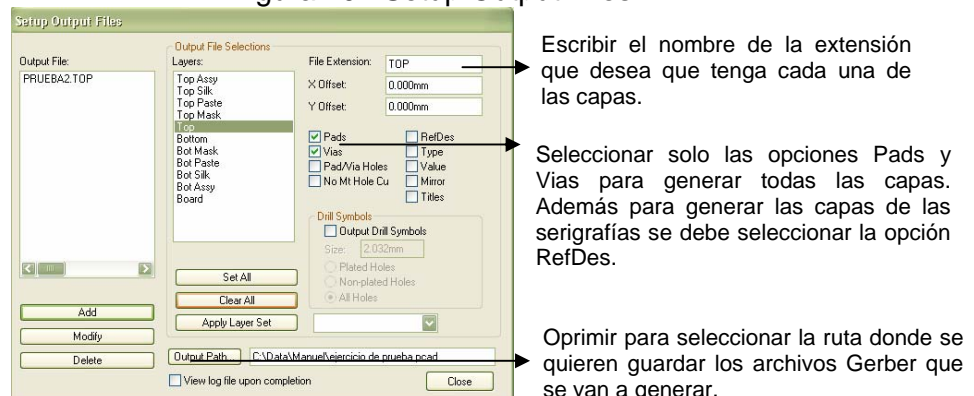 Setup Output Files
Output File:
PRUEBA2.TOP
Add
Modify
Delete
Output File Selections
Layers:
Top Assy
Top Silk
Top Paste
Top Mask
Top
Bottom
Bot Mask
Bot Paste
Bot Silk
Bot Assy
Board
Set All
Clear All
Apply Layer Set
File Extension: TOP
X Offset: 0.000mm
Y Offset: 0.000mm
Pads RefDes
Vias Type
Pad/Via Holes Value
No Mt Hole Cu Mirror
Titles
Drill Symbols
Output Drill Symbols
Size: 2.032mm
Plated Holes
Non-plated Holes
All Holes
Output Path... C:\Data\Manuel\ejercicio de prueba pcad
View log file upon completion
Close
Escribir el nombre de la extensión
que desea que tenga cada una de
las capas.
Seleccionar solo las opciones Pads y
Vias para generar todas las capas.
Además para generar las capas de las
serigrafías se debe seleccionar la opción
RefDes.
Oprimir para seleccionar la ruta donde se
quieren guardar los archivos Gerber que
se van a generar.